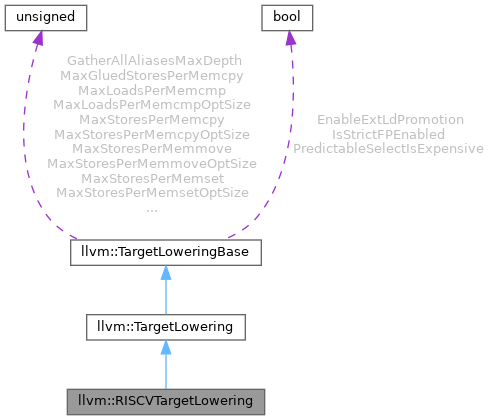 unsigned
bool
GatherAllAliasesMaxDepth
MaxGluedStoresPerMemcpy
MaxLoadsPerMemcmp
MaxLoadsPerMemcmpOptSize
MaxStoresPerMemcpy
MaxStoresPerMemcpyOptSize
MaxStoresPerMemmove
MaxStoresPerMemmoveOptSize
MaxStoresPerMemset
MaxStoresPerMemsetOptSize
...
EnableExtLdPromotion
IsStrictFPEnabled
PredictableSelectIsExpensive
llvm::TargetLoweringBase
llvm::TargetLowering
llvm::RISCVTargetLowering